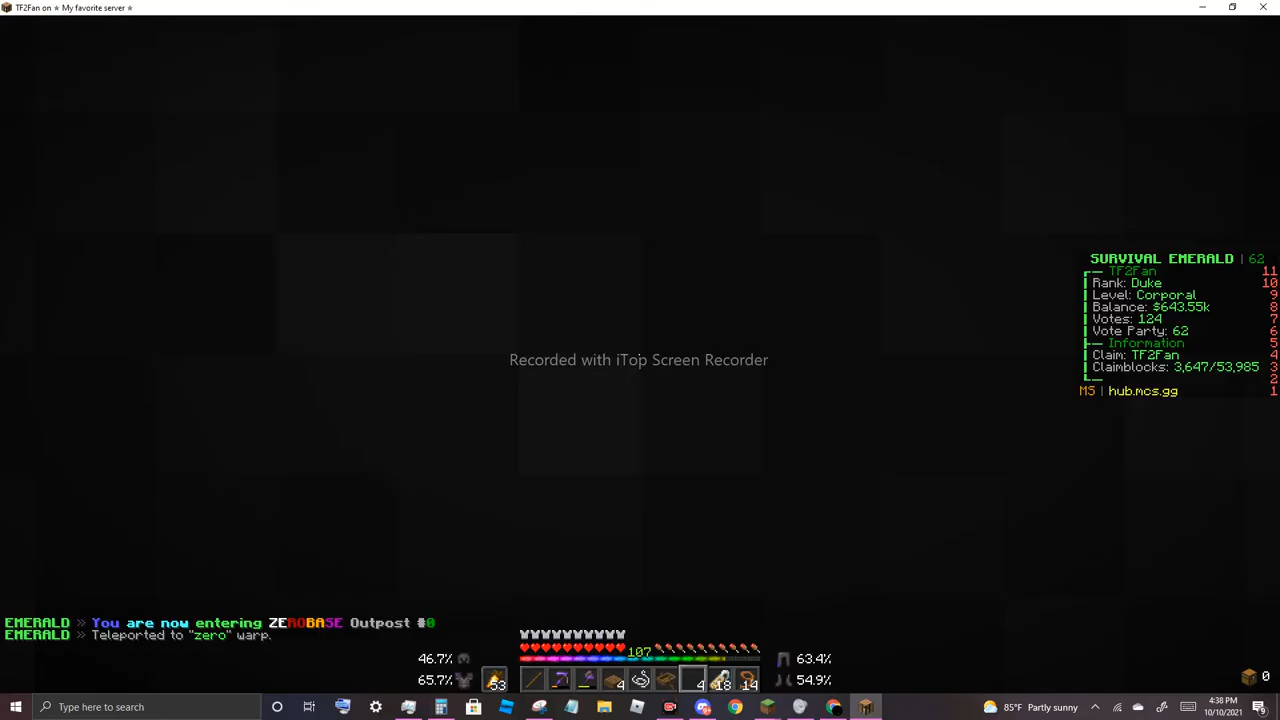 TF2Fan on ★ My favorite server ★
SURVIVAL EMERALD | 62
TF2Fan 11
Rank: Duke 10
Level: Corporal 9
Balance: $643.55k 8
Votes: 124 7
Vote Party: 62 6
Information 5
Claim: TF2Fan 4
Claimblocks: 3,647/53,985 3
2
MS | hub.mcs.gg 1
Recorded with iTop Screen Recorder
EMERALD » You are now entering ZEROBASE Outpost #0
EMERALD » Teleported to "zero" warp.
107
46.7% 63.4%
65.7% 53 4 4 18 14 54.9%
0
Type here to search
85°F Partly sunny
4:38 PM
10/10/2021